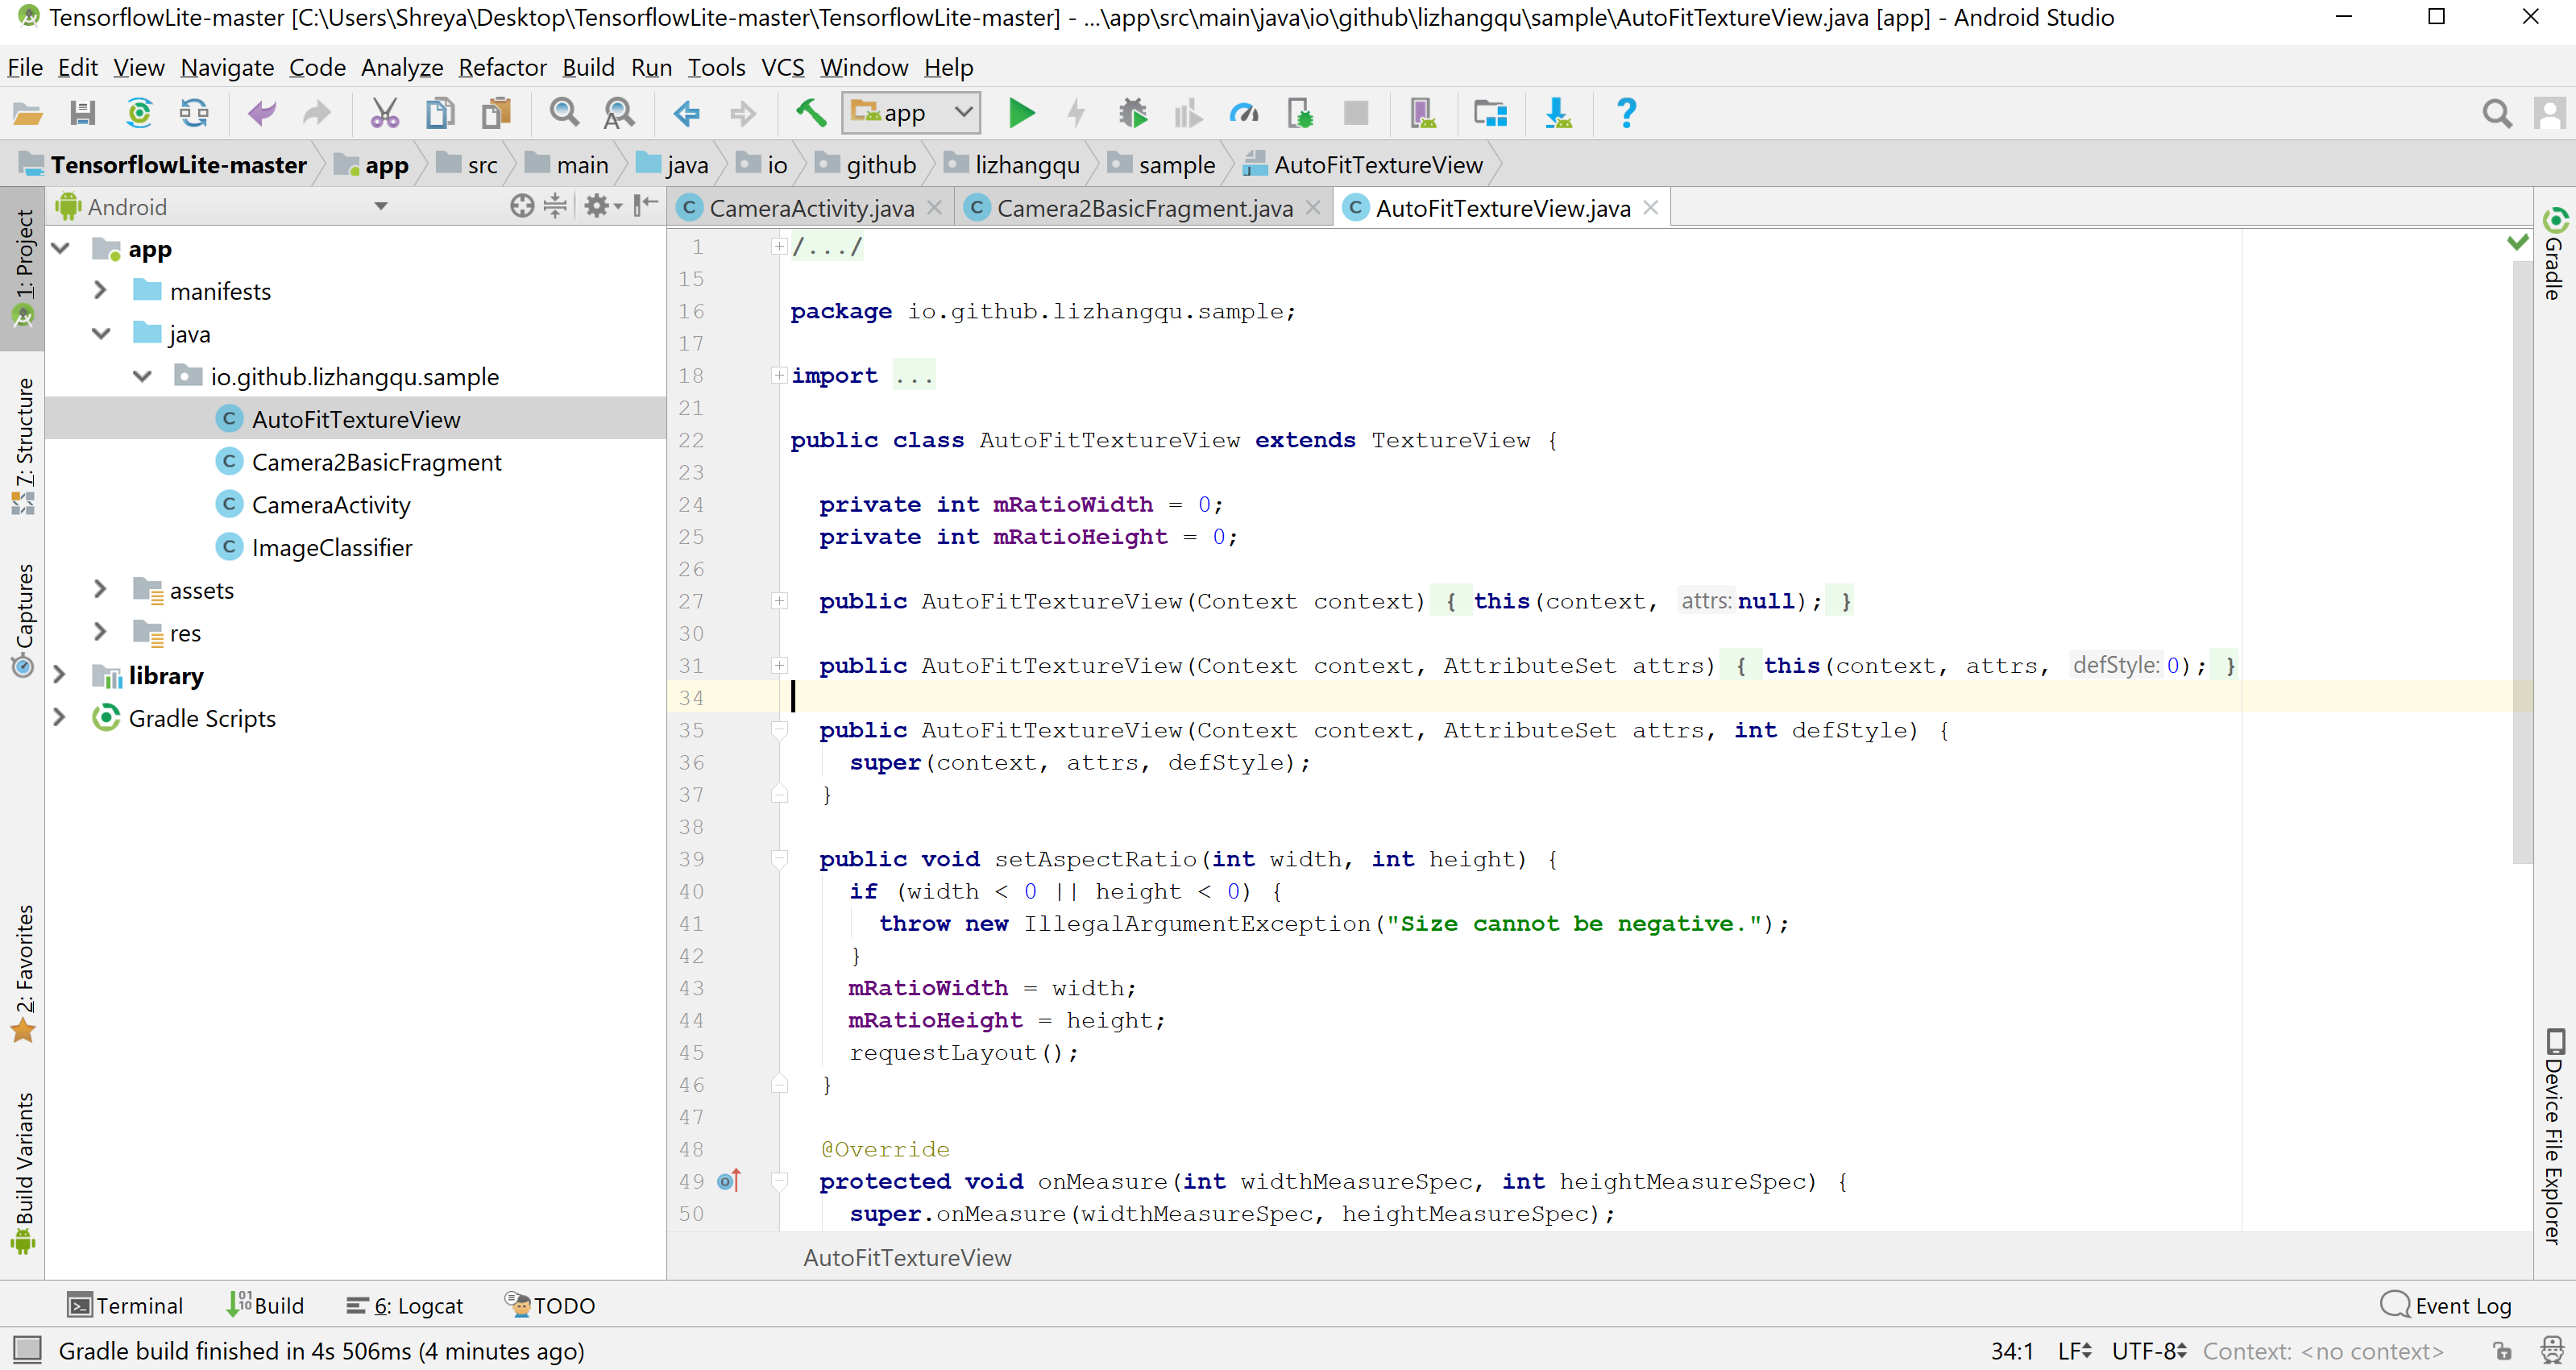 TensorflowLite-master [C:\Users\Shreya\Desktop\TensorflowLite-master\TensorflowLite-master] - ...\app\src\main\java\io\github\lizhangqu\sample\AutoFitTextureView.java [app] - Android Studio
File Edit View Navigate Code Analyze Refactor Build Run Tools VCS Window Help
app
TensorflowLite-master app src main java io github lizhangqu sample AutoFitTextureView
1: Project
7: Structure
Captures
2: Favorites
Build Variants
Android
app
manifests
java
io.github.lizhangqu.sample
AutoFitTextureView
Camera2BasicFragment
CameraActivity
ImageClassifier
assets
res
library
Gradle Scripts
CameraActivity.java Camera2BasicFragment.java AutoFitTextureView.java
1 /.../
15
16 package io.github.lizhangqu.sample;
17
18 import ...
21
22 public class AutoFitTextureView extends TextureView {
23
24 private int mRatioWidth = 0;
25 private int mRatioHeight = 0;
26
27 public AutoFitTextureView(Context context) { this(context, attrs: null); }
30
31 public AutoFitTextureView(Context context, AttributeSet attrs) { this(context, attrs, defStyle: 0); }
34
35 public AutoFitTextureView(Context context, AttributeSet attrs, int defStyle) {
36 super(context, attrs, defStyle);
37 }
38
39 public void setAspectRatio(int width, int height) {
40 if (width < 0 || height < 0) {
41 throw new IllegalArgumentException("Size cannot be negative.");
42 }
43 mRatioWidth = width;
44 mRatioHeight = height;
45 requestLayout();
46 }
47
48 @Override
49 protected void onMeasure(int widthMeasureSpec, int heightMeasureSpec) {
50 super.onMeasure(widthMeasureSpec, heightMeasureSpec);
AutoFitTextureView
Gradle
Device File Explorer
Terminal Build 6: Logcat TODO Event Log
Gradle build finished in 4s 506ms (4 minutes ago) 34:1 LF UTF-8 Context: <no context>